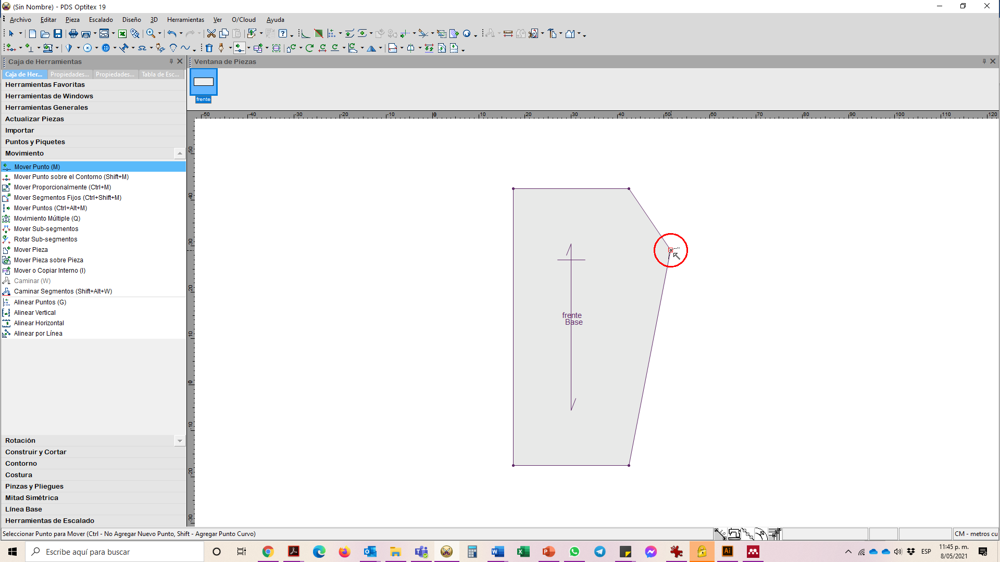 (Sin Nombre) - PDS Optitex 19
Archivo Editar Pieza Escalado Diseño 3D Herramientas Ver O/Cloud Ayuda
Caja de Herramientas
Ventana de Piezas
Caja de Her... Propiedades... Propiedades... Tabla de Esc...
frente
Herramientas Favoritas
Herramientas de Windows
Herramientas Generales
Actualizar Piezas
Importar
Puntos y Piquetes
Movimiento
Mover Punto (M)
Mover Punto sobre el Contorno (Shift+M)
Mover Proporcionalmente (Ctrl+M)
Mover Segmentos Fijos (Ctrl+Shift+M)
Mover Puntos (Ctrl+Alt+M)
Movimiento Múltiple (Q)
Mover Sub-segmentos
Rotar Sub-segmentos
Mover Pieza
Mover Pieza sobre Pieza
Mover o Copiar Interno (I)
Caminar (W)
Caminar Segmentos (Shift+Alt+W)
Alinear Puntos (G)
Alinear Vertical
Alinear Horizontal
Alinear por Línea
Rotación
Construir y Cortar
Contorno
Costura
Pinzas y Pliegues
Mitad Simétrica
Línea Base
Herramientas de Escalado
-50 -40 -30 -20 -10 0 10 20 30 40 50 60 70 80 90 100 110 120
50
40
30
20
10
0
-10
-20
-30
frente
Base
Seleccionar Punto para Mover (Ctrl - No Agregar Nuevo Punto, Shift - Agregar Punto Curvo)
CM - metros cu
Escribe aquí para buscar
ESP
11:45 p. m.
8/05/2021